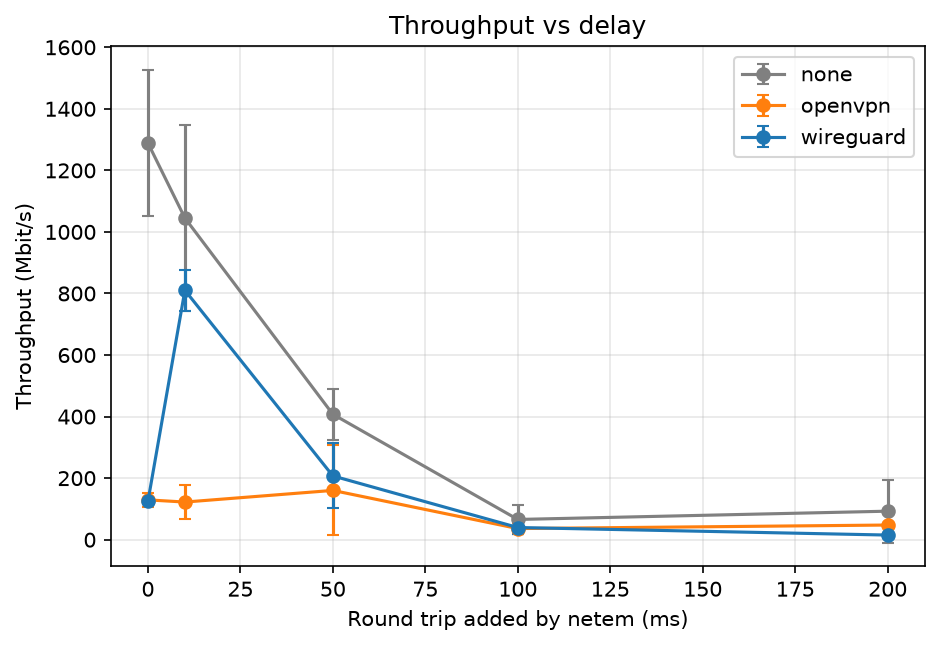 Throughput vs delay
none
openvpn
wireguard
Throughput (Mbit/s)
1600
1400
1200
1000
800
600
400
200
0
0 25 50 75 100 125 150 175 200
Round trip added by netem (ms)